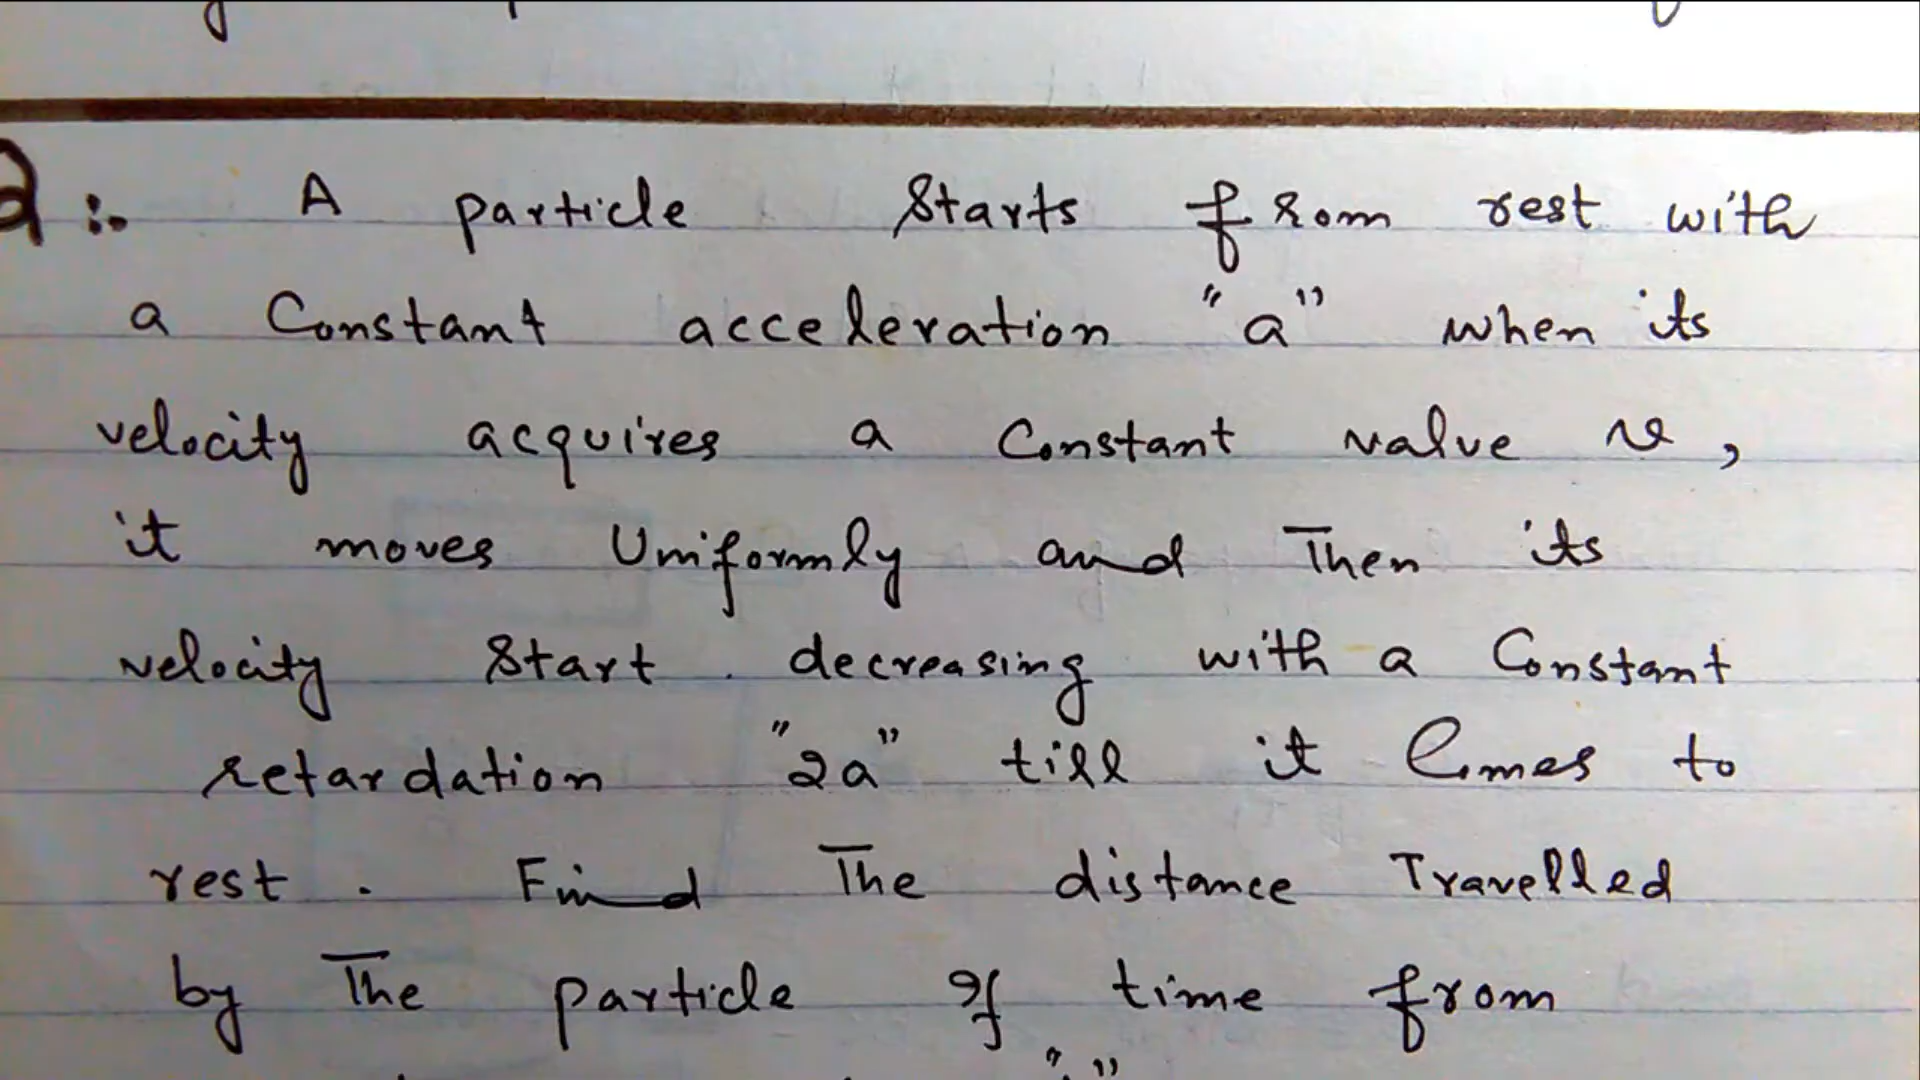 Q:- A particle starts from rest with
a Constant acceleration "a" when its
velocity acquires a Constant value v,
it moves Uniformly and Then its
velocity start decreasing with a Constant
retardation "2a" till it Comes to
rest. Find The distance Travelled
by The particle If time from